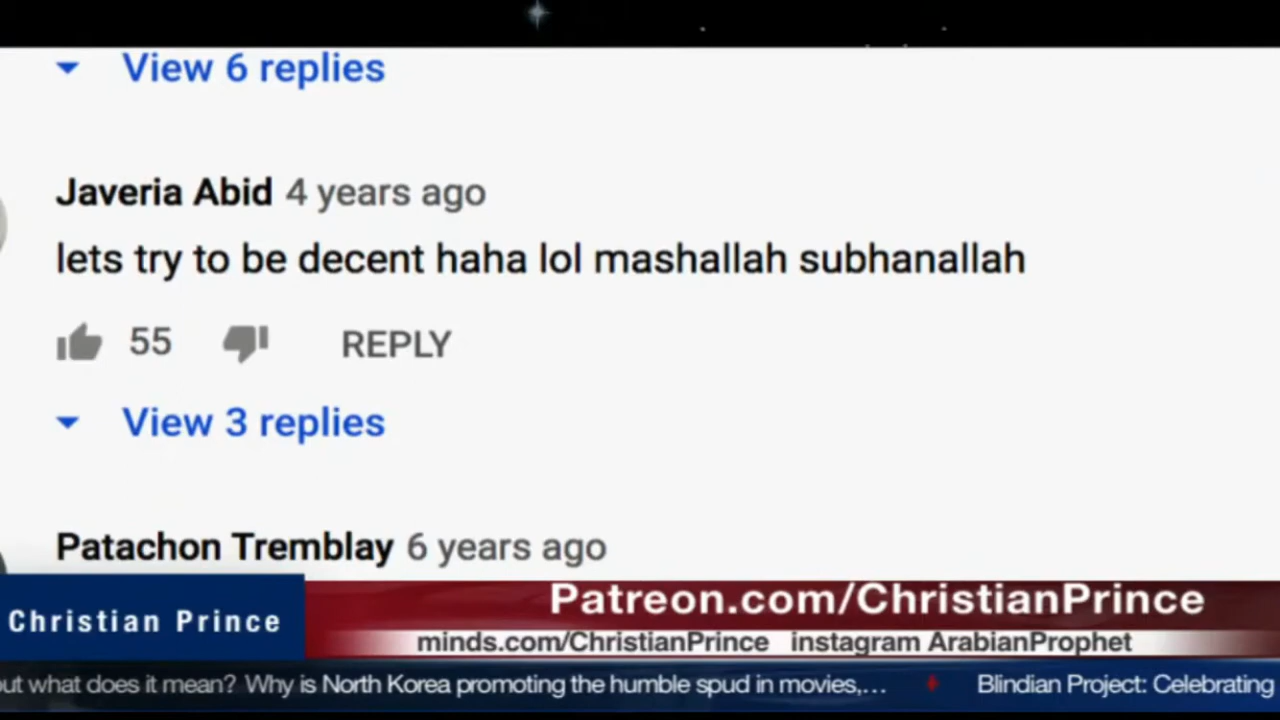 View 6 replies
Javeria Abid 4 years ago
lets try to be decent haha lol mashallah subhanallah
55 REPLY
View 3 replies
Patachon Tremblay 6 years ago
Christian Prince
Patreon.com/ChristianPrince
minds.com/ChristianPrince instagram ArabianProphet
what does it mean? Why is North Korea promoting the humble spud in movies,... Blindian Project: Celebrating